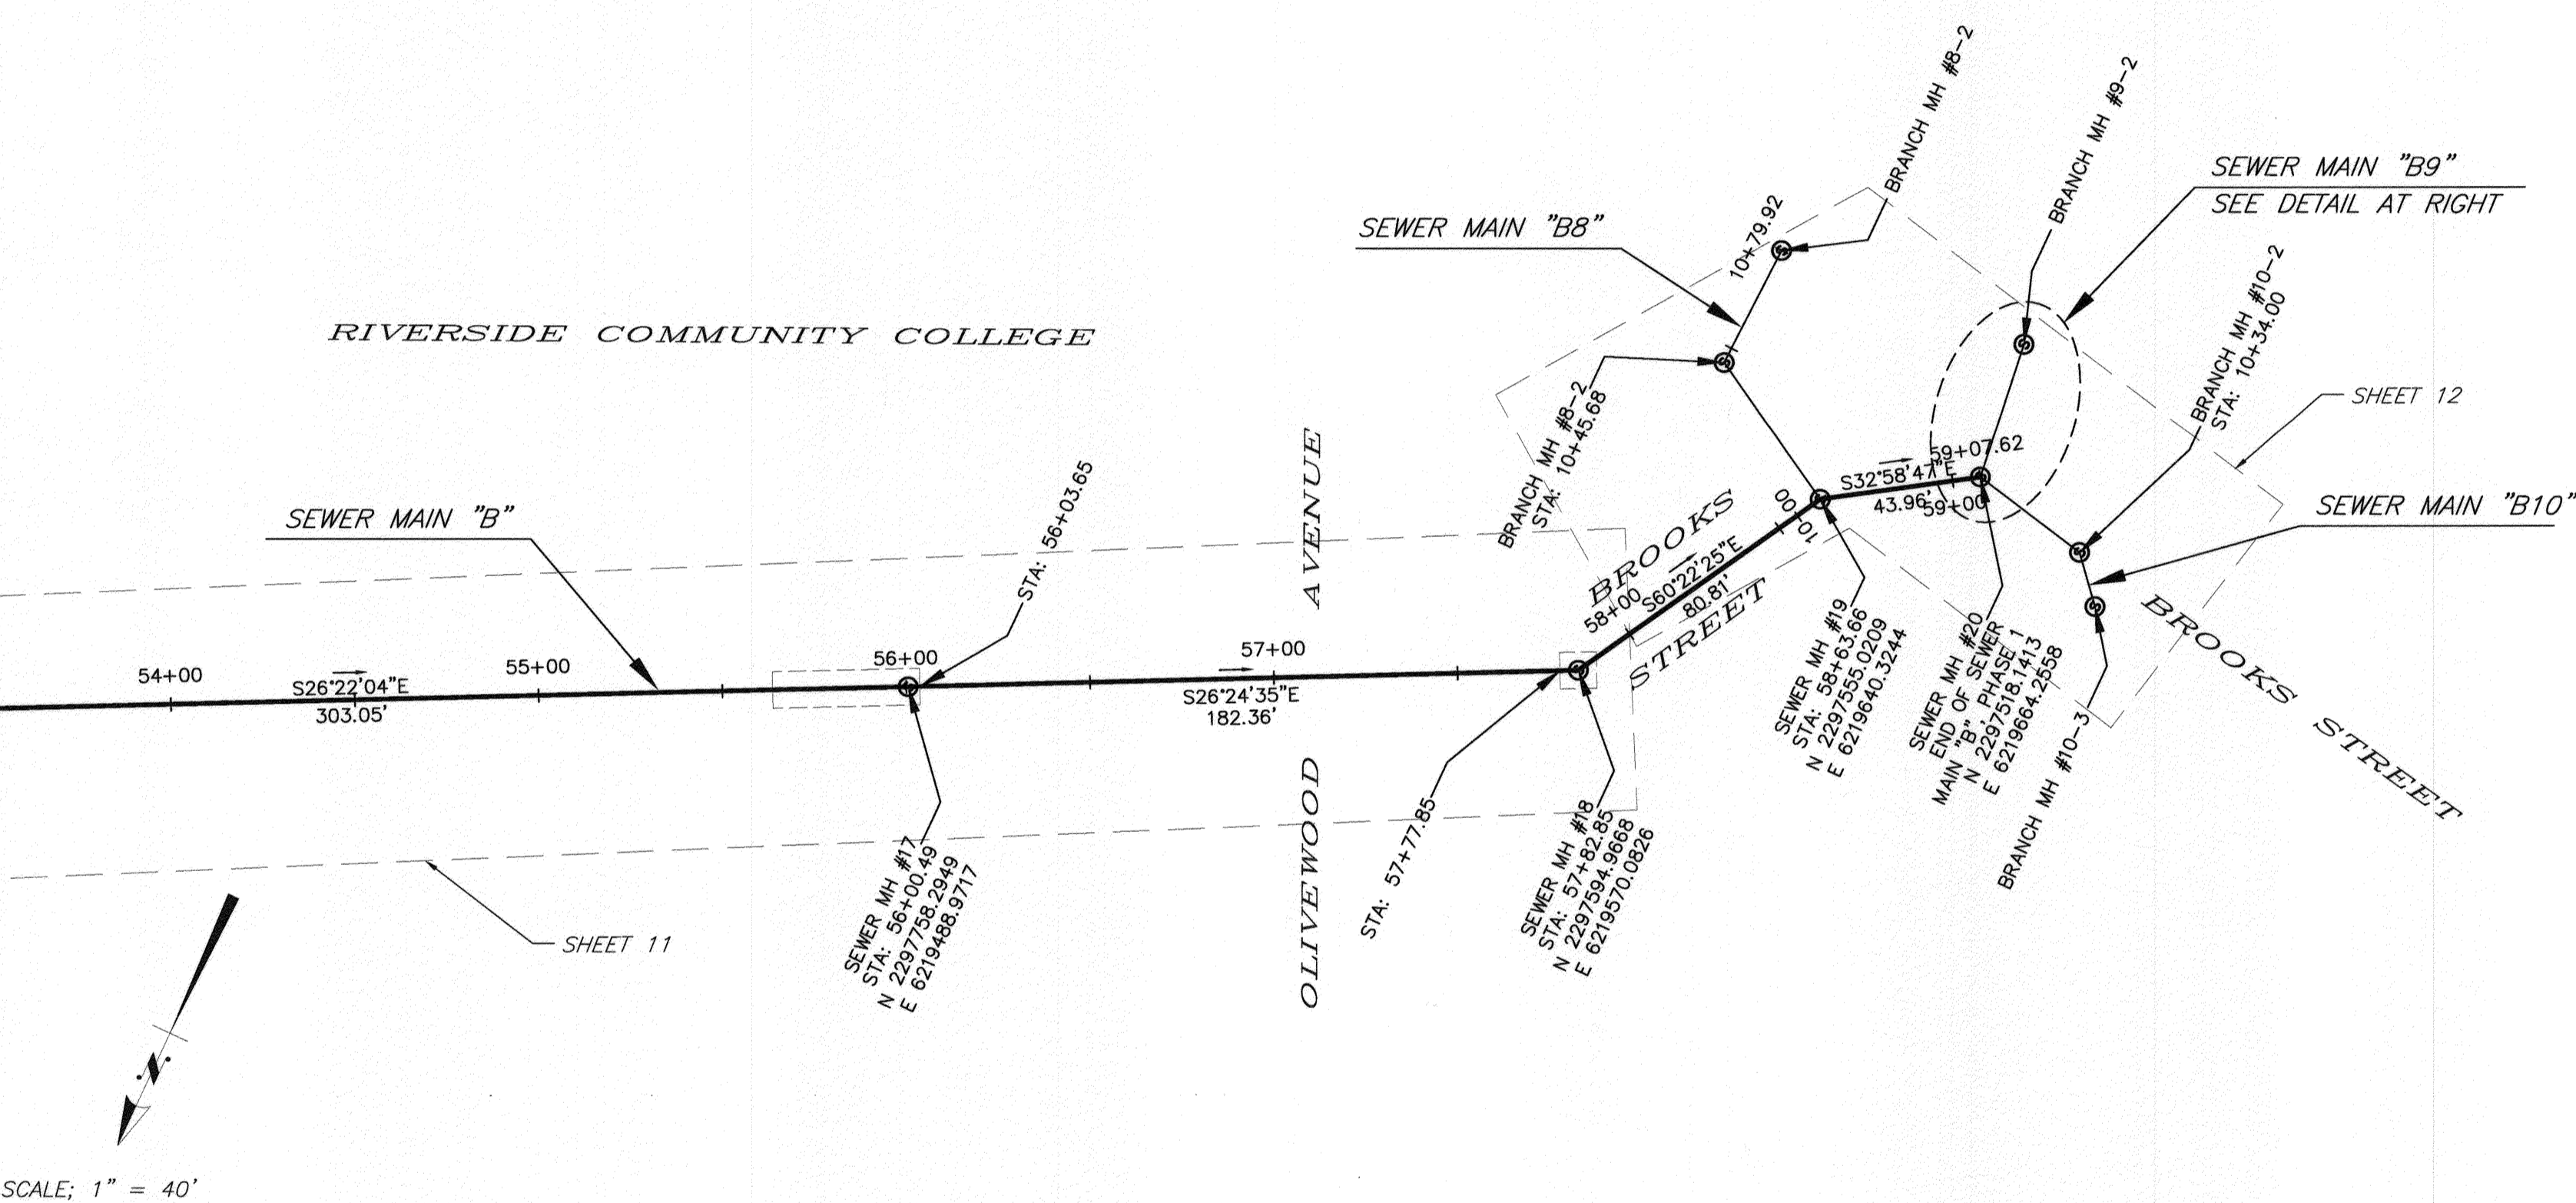 BRANCH MH #8-2
BRANCH MH #9-2
SEWER MAIN "B9"
SEE DETAIL AT RIGHT
SEWER MAIN "B8"
10+79.92
BRANCH MH #10-2
STA: 10+34.00
RIVERSIDE COMMUNITY COLLEGE
SHEET 12
BRANCH MH #8-2
STA: 10+45.68
SEWER MAIN "B"
STA: 56+03.65
OLIVEWOOD AVENUE
BROOKS STREET
10+00
S32°58'47"E
43.96'
59+07.62
59+00
SEWER MAIN "B10"
58+00
S60°22'25"E
80.81'
BROOKS STREET
54+00
S26°22'04"E
303.05'
55+00
56+00
57+00
S26°24'35"E
182.36'
SEWER MH #17
STA: 56+00.49
N 2297758.2949
E 6219488.9717
STA: 57+77.85
SEWER MH #18
STA: 57+82.85
N 2297594.9668
E 6219570.0826
SEWER MH #19
STA: 58+63.66
N 2297555.0209
E 6219640.3244
SEWER MH #20
END OF SEWER
MAIN "B", PHASE 1
N 2297518.1413
E 6219664.2558
BRANCH MH #10-3
SHEET 11
N
SCALE; 1" = 40'